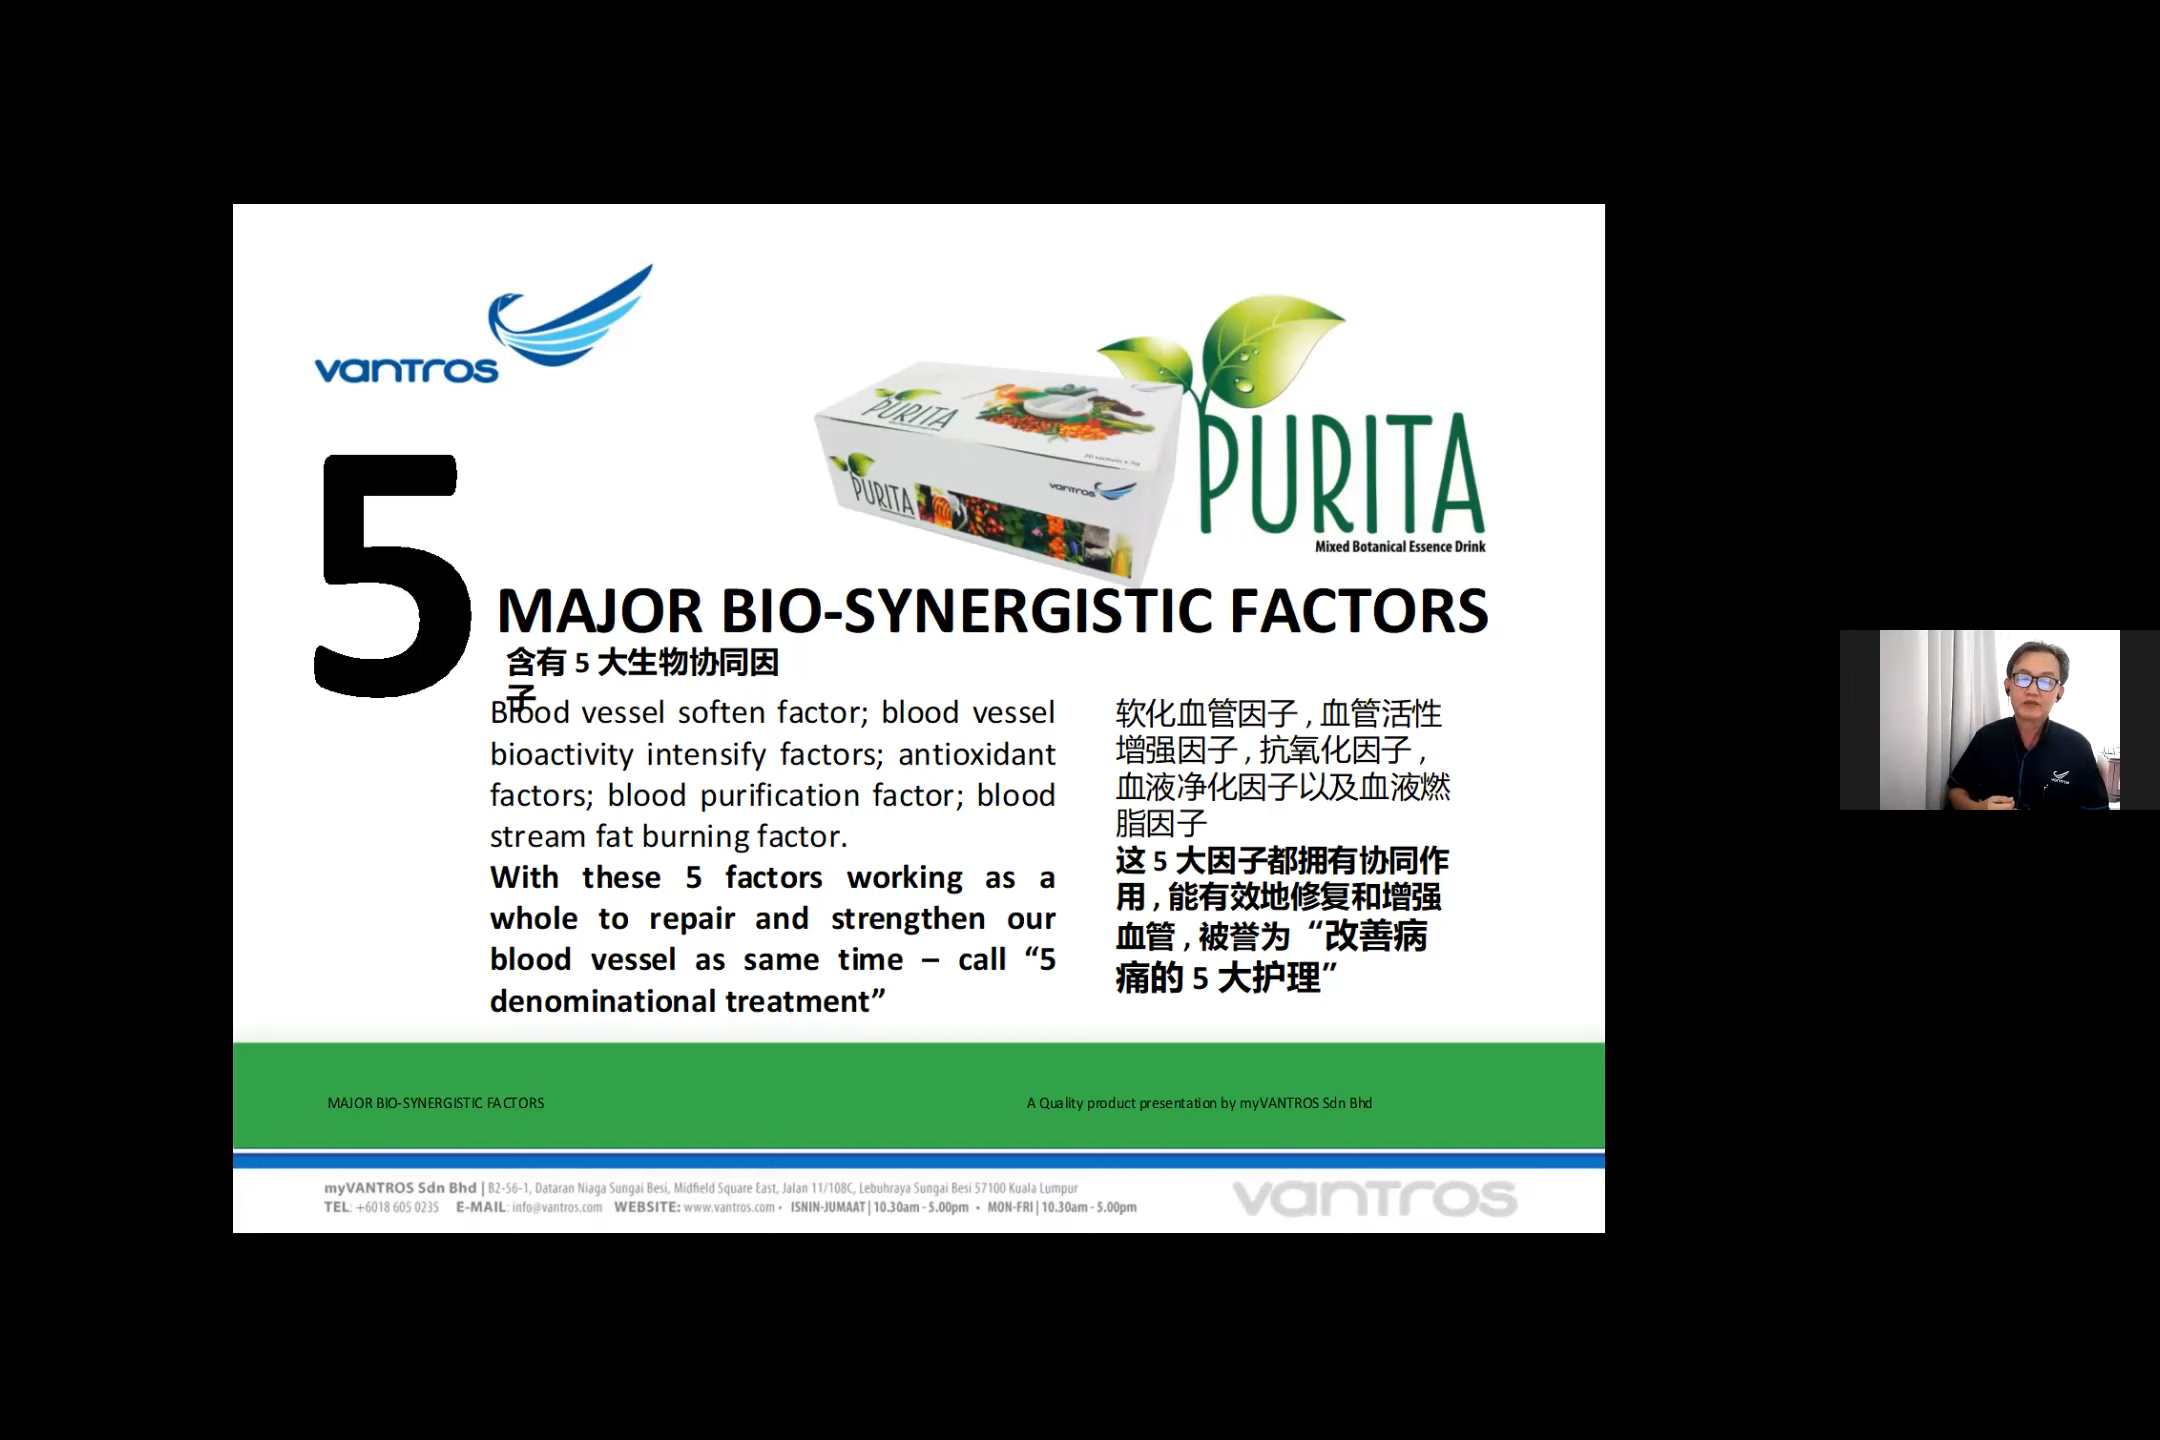 vantros
PURITA
PURITA
vantros
PURITA
Mixed Botanical Essence Drink
5
MAJOR BIO-SYNERGISTIC FACTORS
含有 5 大生物协同因
子
Blood vessel soften factor; blood vessel
bioactivity intensify factors; antioxidant
factors; blood purification factor; blood
stream fat burning factor.
With these 5 factors working as a
whole to repair and strengthen our
blood vessel as same time – call “5
denominational treatment”
软化血管因子 , 血管活性
增强因子 , 抗氧化因子 ,
血液净化因子以及血液燃
脂因子
这 5 大因子都拥有协同作
用 , 能有效地修复和增强
血管 , 被誉为“改善病
痛的 5 大护理”
MAJOR BIO-SYNERGISTIC FACTORS
A Quality product presentation by myVANTROS Sdn Bhd
myVANTROS Sdn Bhd | B2-56-1, Dataran Niaga Sungai Besi, Midfield Square East, Jalan 11/108C, Lebuhraya Sungai Besi 57100 Kuala Lumpur
TEL: +6018 605 0235 E-MAIL: info@vantros.com WEBSITE: www.vantros.com • ISNIN-JUMAAT | 10.30am - 5.00pm • MON-FRI | 10.30am - 5.00pm
vantros
vantros